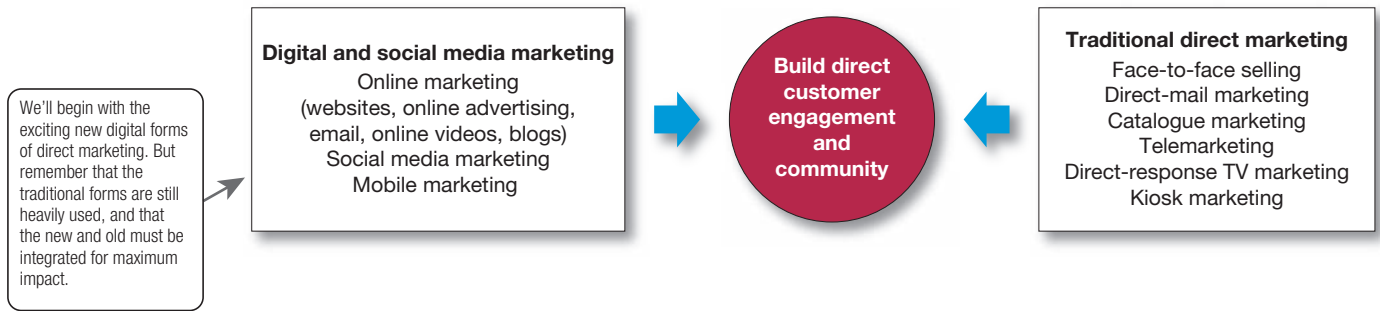 We'll begin with the
exciting new digital forms
of direct marketing. But
remember that the
traditional forms are still
heavily used, and that
the new and old must be
integrated for maximum
impact.
Digital and social media marketing
Online marketing
(websites, online advertising,
email, online videos, blogs)
Social media marketing
Mobile marketing
Build direct
customer
engagement
and
community
Traditional direct marketing
Face-to-face selling
Direct-mail marketing
Catalogue marketing
Telemarketing
Direct-response TV marketing
Kiosk marketing